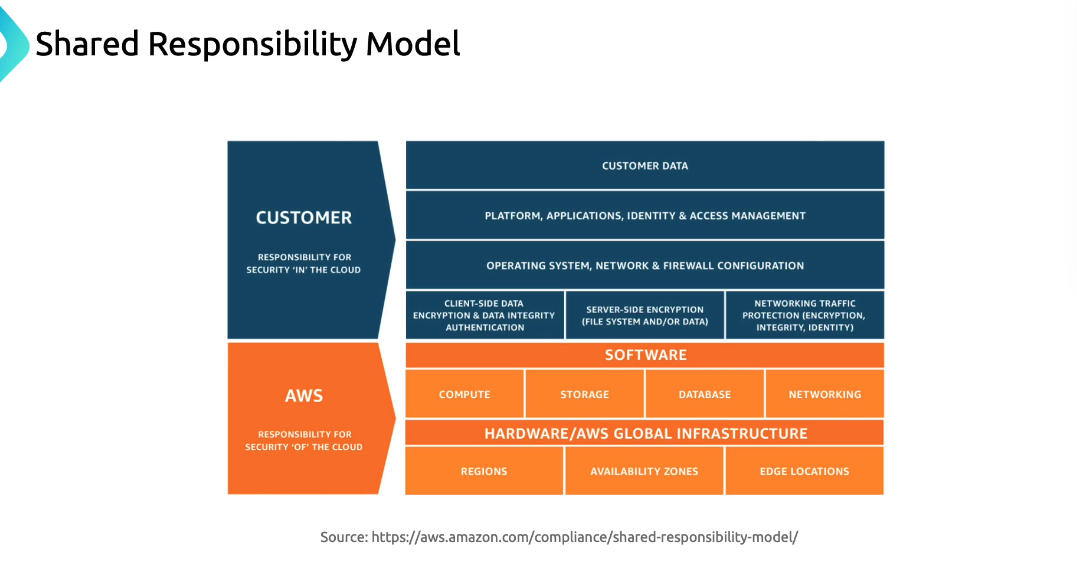 Shared Responsibility Model
CUSTOMER
RESPONSIBILITY FOR
SECURITY ‘IN’ THE CLOUD
CUSTOMER DATA
PLATFORM, APPLICATIONS, IDENTITY & ACCESS MANAGEMENT
OPERATING SYSTEM, NETWORK & FIREWALL CONFIGURATION
CLIENT-SIDE DATA
ENCRYPTION & DATA INTEGRITY
AUTHENTICATION
SERVER-SIDE ENCRYPTION
(FILE SYSTEM AND/OR DATA)
NETWORKING TRAFFIC
PROTECTION (ENCRYPTION,
INTEGRITY, IDENTITY)
AWS
RESPONSIBILITY FOR
SECURITY ‘OF’ THE CLOUD
SOFTWARE
COMPUTE
STORAGE
DATABASE
NETWORKING
HARDWARE/AWS GLOBAL INFRASTRUCTURE
REGIONS
AVAILABILITY ZONES
EDGE LOCATIONS
Source: https://aws.amazon.com/compliance/shared-responsibility-model/